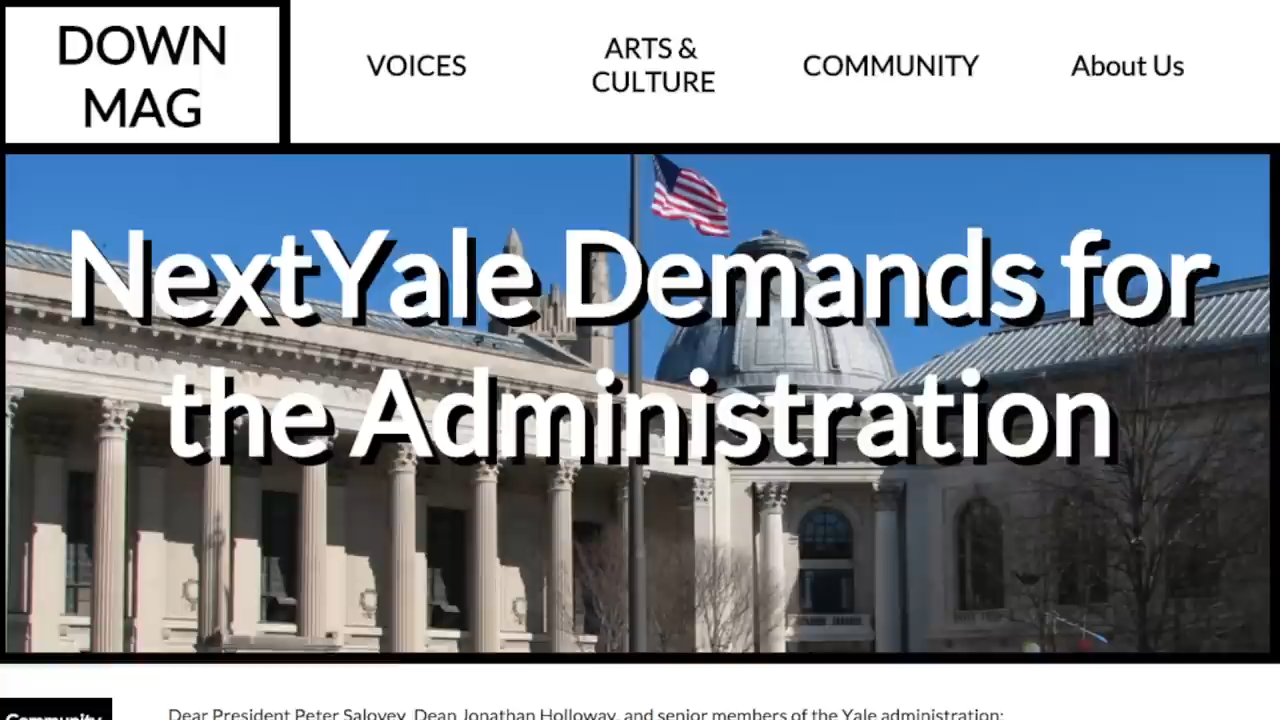 DOWN
MAG
VOICES
ARTS &
CULTURE
COMMUNITY
About Us
NextYale Demands for
the Administration
Community
Dear President Peter Salovey, Dean Jonathan Holloway, and senior members of the Yale administration: